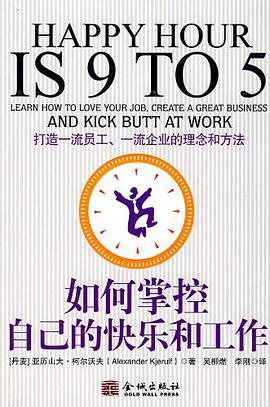 HAPPY HOUR
IS 9 TO 5
LEARN HOW TO LOVE YOUR JOB, CREATE A GREAT BUSINESS
AND KICK BUTT AT WORK
打造一流员工、一流企业的理念和方法
如何掌控
自己的快乐和工作
[丹麦]亚历山大·柯尔沃夫 (Alexander Kjerulf) 著 吴柳燃 李刚 译
金城出版社
GOLD WALL PRESS